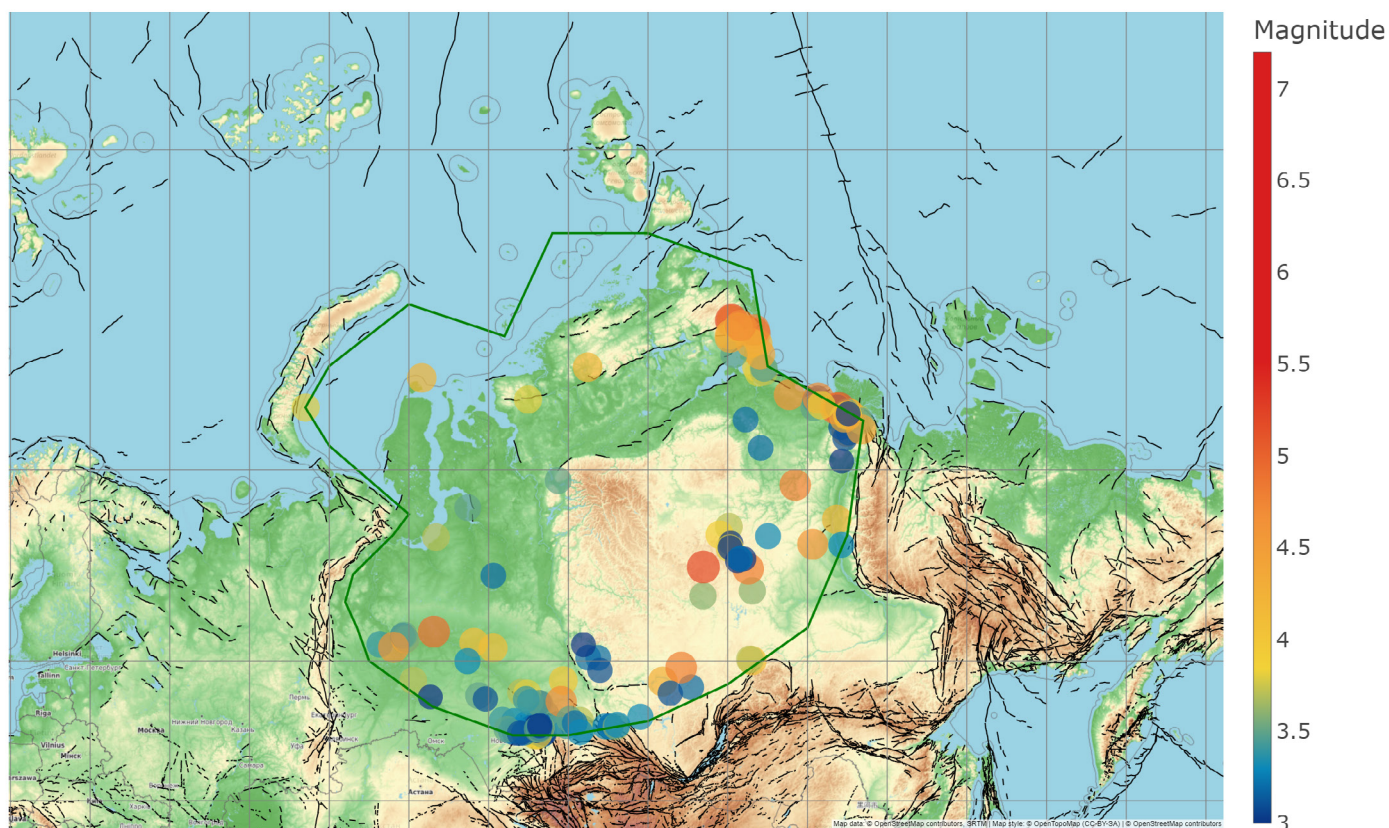 Magnitude
7
6.5
6
5.5
5
4.5
4
3.5
3
Helsinki
Санкт-Петербург
Tallinn
Пермь
Riga
Нижний Новгород
Казань
Москва
Уфа
Омск
Vilnius
Минск
Самара
Астана
Map data: © OpenStreetMap contributors, SRTM | Map style: © OpenTopoMap (CC-BY-SA) | © OpenStreetMap contributors